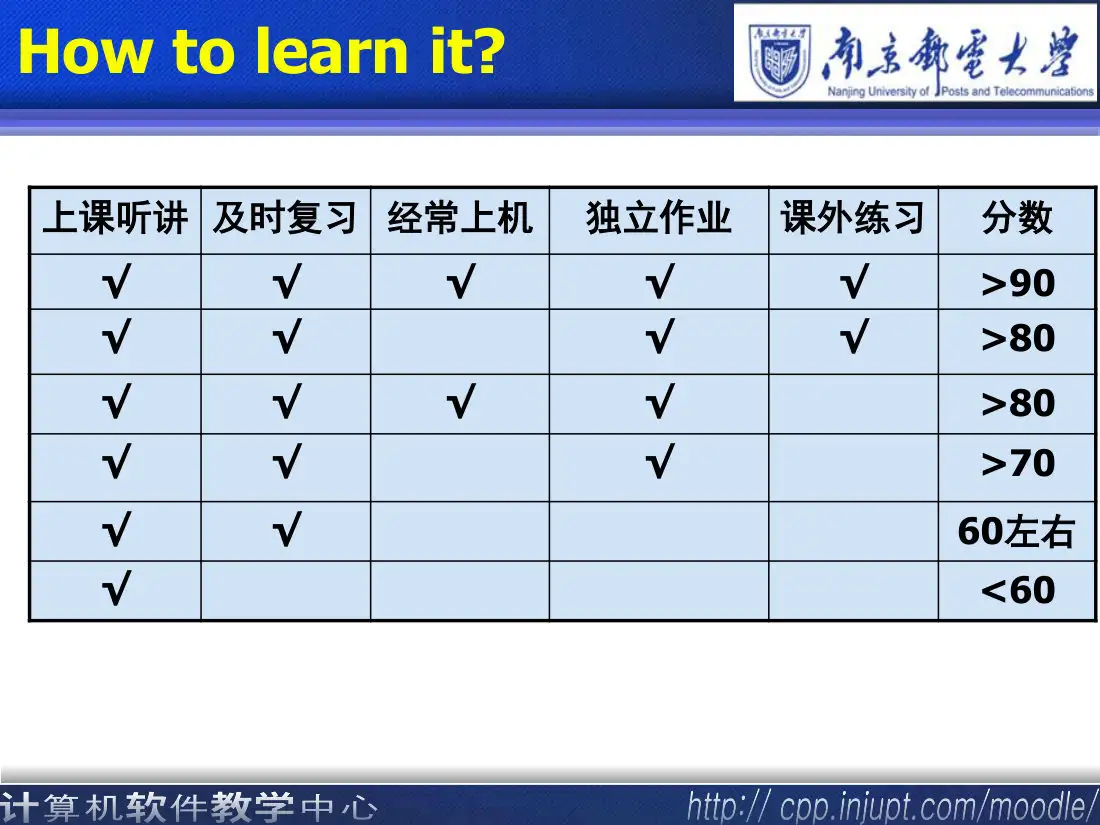 How to learn it?
南京邮电大学
Nanjing University of Posts and Telecommunications
上课听讲 及时复习 经常上机 独立作业 课外练习 分数
√ √ √ √ √ >90
√ √ √ √ >80
√ √ √ √ >80
√ √ √ >70
√ √ 60左右
√ <60
计算机软件教学中心 http:// cpp.injupt.com/moodle/